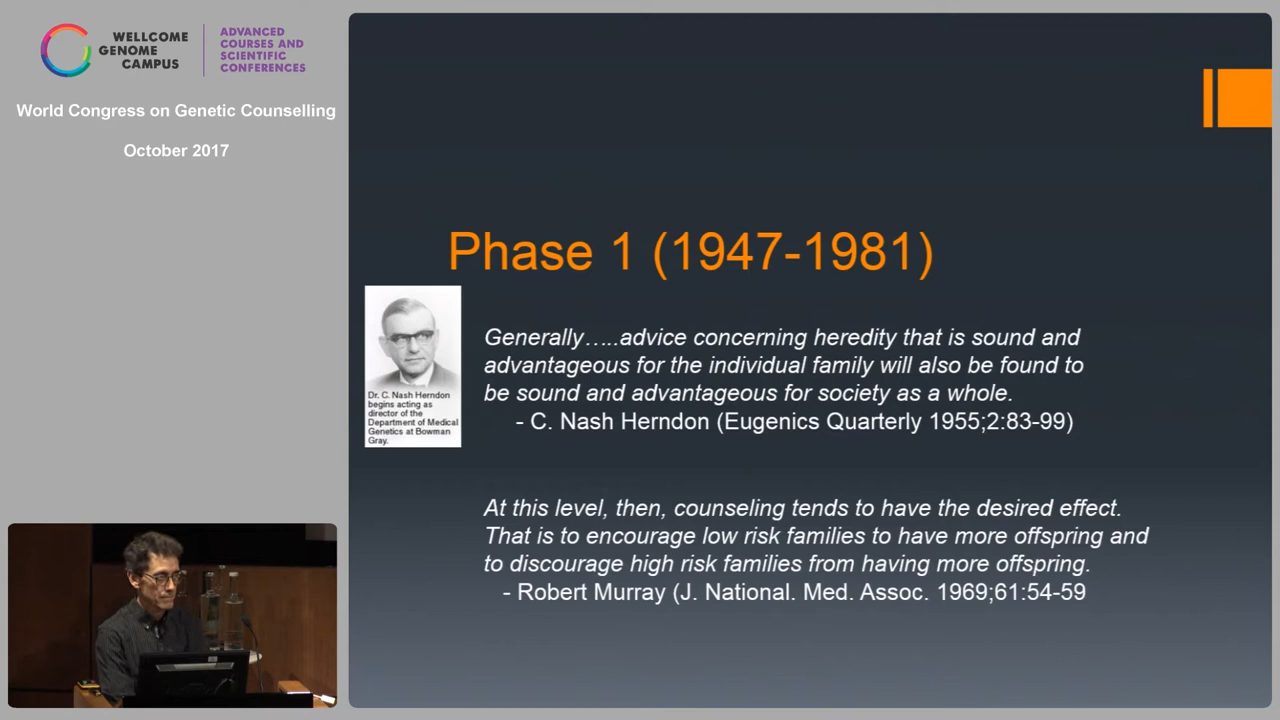 WELLCOME
GENOME
CAMPUS
ADVANCED
COURSES AND
SCIENTIFIC
CONFERENCES
World Congress on Genetic Counselling
October 2017
Phase 1 (1947-1981)
Dr. C. Nash Herndon
begins acting as
director of the
Department of Medical
Genetics at Bowman
Gray.
Generally…..advice concerning heredity that is sound and
advantageous for the individual family will also be found to
be sound and advantageous for society as a whole.
- C. Nash Herndon (Eugenics Quarterly 1955;2:83-99)
At this level, then, counseling tends to have the desired effect.
That is to encourage low risk families to have more offspring and
to discourage high risk families from having more offspring.
- Robert Murray (J. National. Med. Assoc. 1969;61:54-59